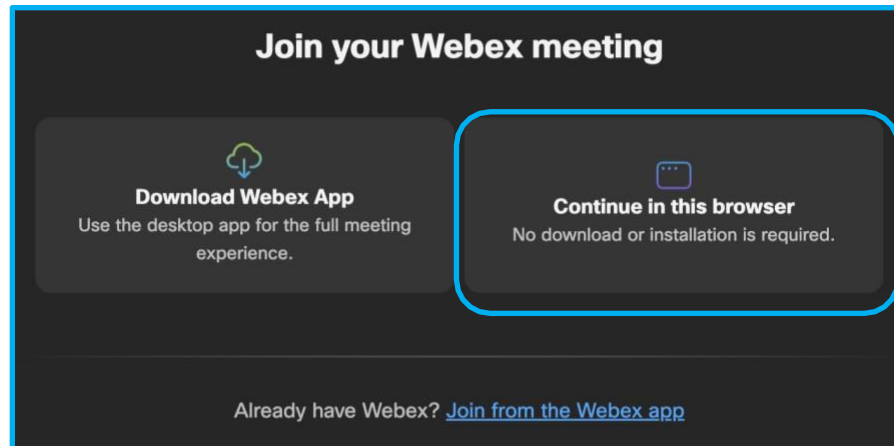 Join your Webex meeting
Download Webex App
Use the desktop app for the full meeting
experience.
Continue in this browser
No download or installation is required.
Already have Webex? Join from the Webex app